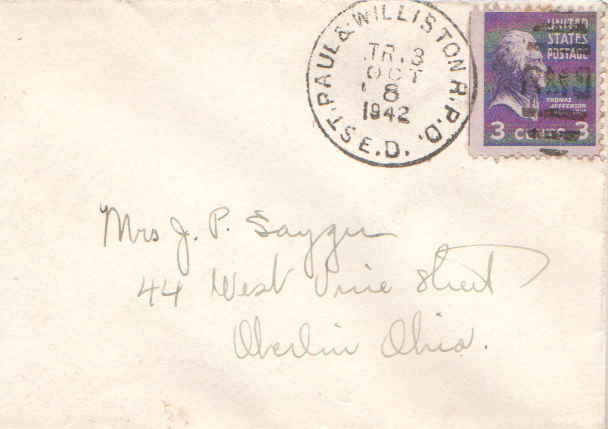 ST. PAUL & WILLISTON R.P.O.
TR. 3
OCT
8
1942
E.D.
UNITED
STATES
POSTAGE
THOMAS
JEFFERSON
3 CENTS 3
Mrs J. P.
44 West Vine Street
Oberlin Ohio.